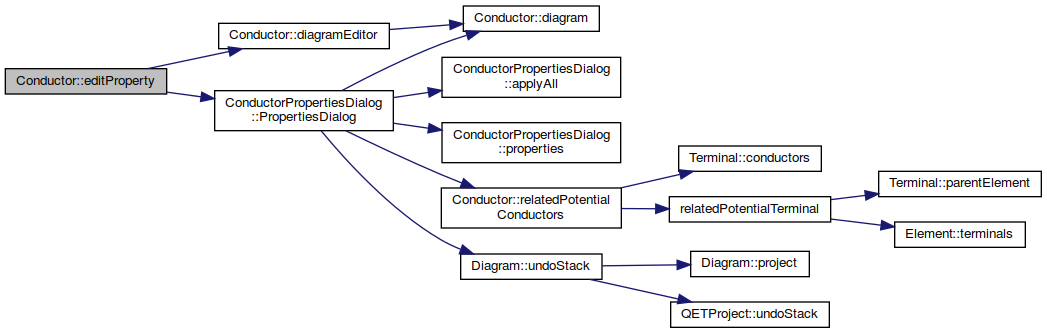 Conductor::editProperty
Conductor::diagramEditor
ConductorPropertiesDialog
::PropertiesDialog
Conductor::diagram
ConductorPropertiesDialog
::applyAll
ConductorPropertiesDialog
::properties
Conductor::relatedPotential
Conductors
Diagram::undoStack
Terminal::conductors
relatedPotentialTerminal
Diagram::project
QETProject::undoStack
Terminal::parentElement
Element::terminals